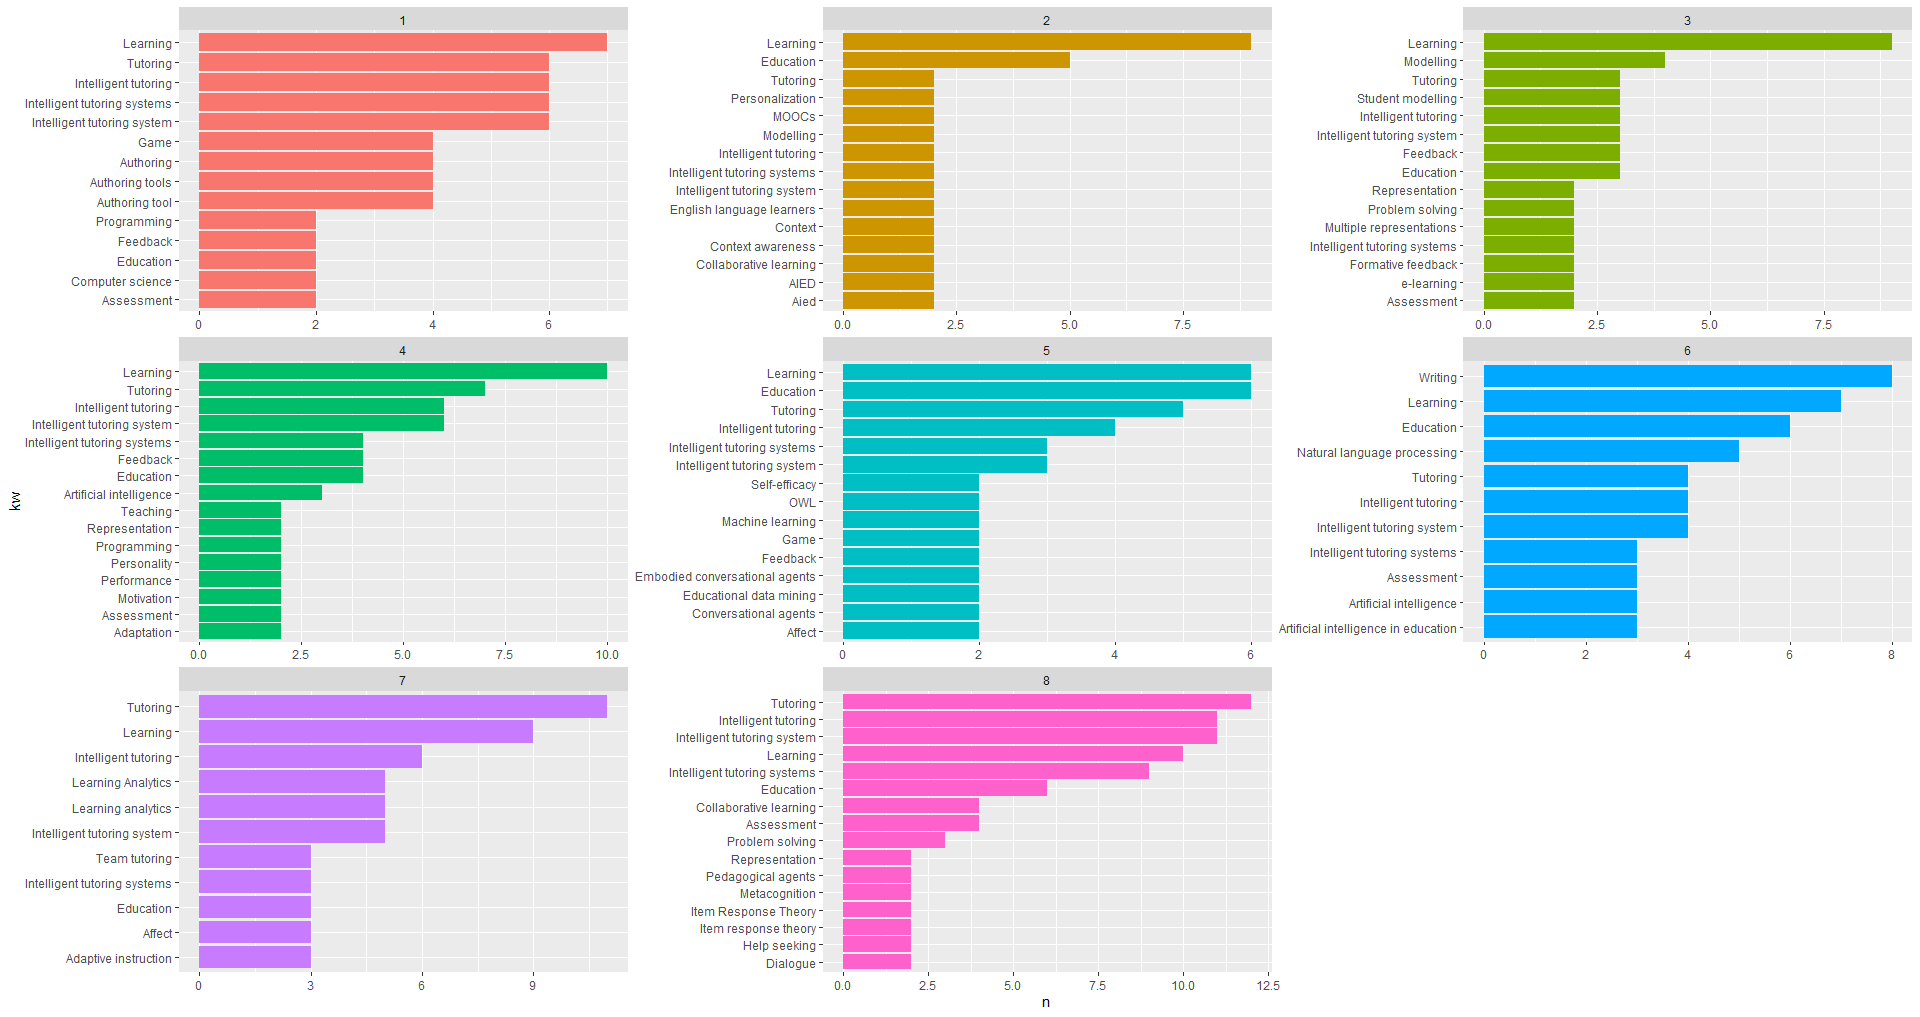 kw
1
Learning
Tutoring
Intelligent tutoring
Intelligent tutoring systems
Intelligent tutoring system
Game
Authoring
Authoring tools
Authoring tool
Programming
Feedback
Education
Computer science
Assessment
0 2 4 6
2
Learning
Education
Tutoring
Personalization
MOOCs
Modelling
Intelligent tutoring
Intelligent tutoring systems
Intelligent tutoring system
English language learners
Context
Context awareness
Collaborative learning
AIED
Aied
0.0 2.5 5.0 7.5
3
Learning
Modelling
Tutoring
Student modelling
Intelligent tutoring
Intelligent tutoring system
Feedback
Education
Representation
Problem solving
Multiple representations
Intelligent tutoring systems
Formative feedback
e-learning
Assessment
0.0 2.5 5.0 7.5
4
Learning
Tutoring
Intelligent tutoring
Intelligent tutoring system
Intelligent tutoring systems
Feedback
Education
Artificial intelligence
Teaching
Representation
Programming
Personality
Performance
Motivation
Assessment
Adaptation
0.0 2.5 5.0 7.5 10.0
5
Learning
Education
Tutoring
Intelligent tutoring
Intelligent tutoring systems
Intelligent tutoring system
Self-efficacy
OWL
Machine learning
Game
Feedback
Embodied conversational agents
Educational data mining
Conversational agents
Affect
0 2 4 6
6
Writing
Learning
Education
Natural language processing
Tutoring
Intelligent tutoring
Intelligent tutoring system
Intelligent tutoring systems
Assessment
Artificial intelligence
Artificial intelligence in education
0 2 4 6 8
7
Tutoring
Learning
Intelligent tutoring
Learning Analytics
Learning analytics
Intelligent tutoring system
Team tutoring
Intelligent tutoring systems
Education
Affect
Adaptive instruction
0 3 6 9
8
Tutoring
Intelligent tutoring
Intelligent tutoring system
Learning
Intelligent tutoring systems
Education
Collaborative learning
Assessment
Problem solving
Representation
Pedagogical agents
Metacognition
Item Response Theory
Item response theory
Help seeking
Dialogue
0.0 2.5 5.0 7.5 10.0 12.5
n